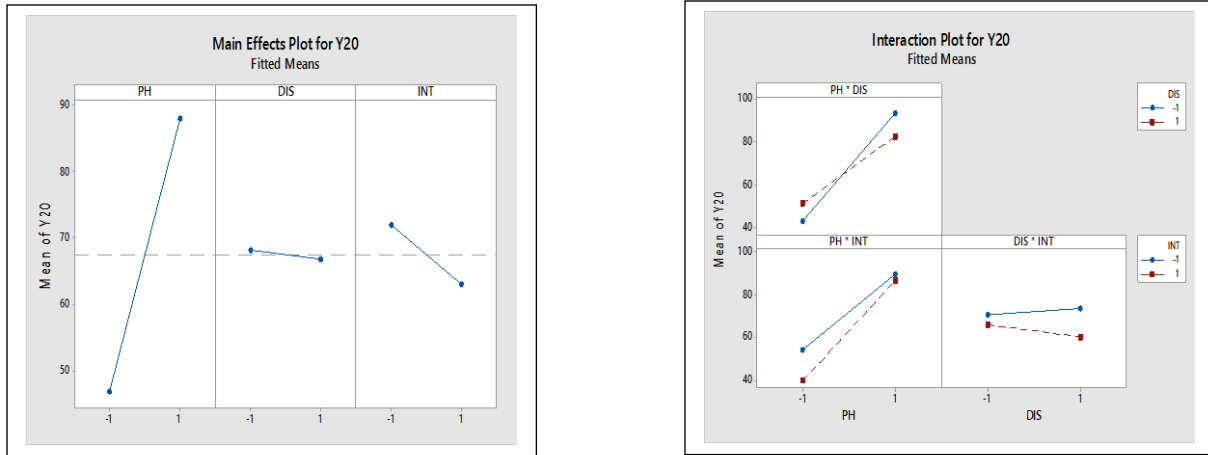 Main Effects Plot for Y20
Fitted Means
PH DIS INT
Mean of Y20
90
80
70
60
50
-1 1 -1 1 -1 1
Interaction Plot for Y20
Fitted Means
PH * DIS
DIS
-1
1
100
80
60
40
Mean of Y20
PH * INT DIS * INT
INT
-1
1
100
80
60
40
-1 1 -1 1
PH DIS